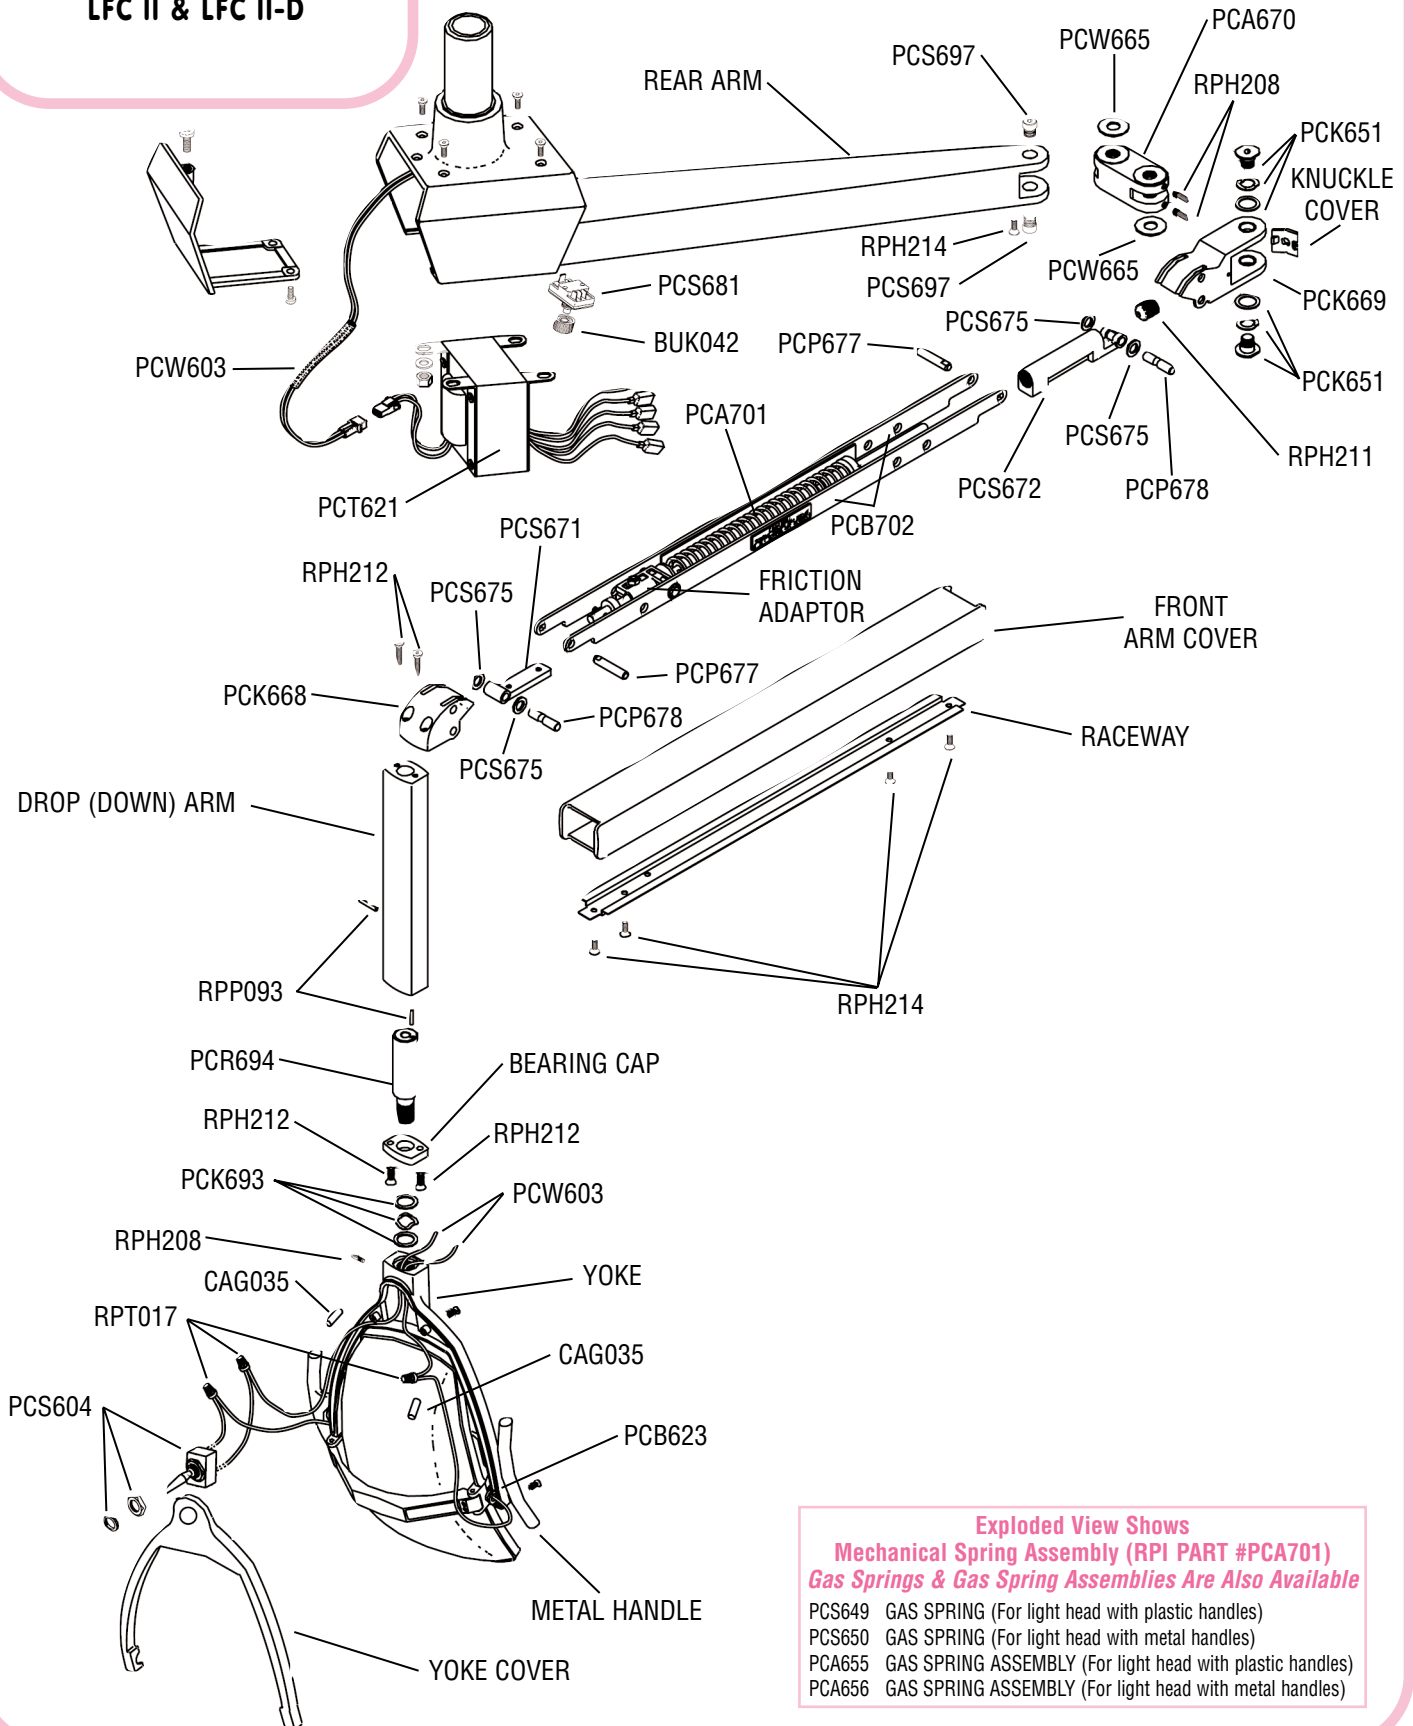 LFC II & LFC II-D
PCA670
PCW665
PCS697
REAR ARM
RPH208
PCK651
KNUCKLE
COVER
RPH214
PCW665
PCS697
PCS681
PCK669
PCS675
BUK042
PCP677
PCW603
PCK651
PCA701
PCS675
RPH211
PCS672
PCP678
PCT621
PCB702
PCS671
RPH212
FRICTION
ADAPTOR
PCS675
FRONT
ARM COVER
PCP677
PCK668
PCP678
RACEWAY
PCS675
DROP (DOWN) ARM
RPP093
RPH214
PCR694
BEARING CAP
RPH212
RPH212
PCK693
PCW603
RPH208
CAG035
YOKE
RPT017
CAG035
PCS604
PCB623
METAL HANDLE
YOKE COVER
Exploded View Shows
Mechanical Spring Assembly (RPI PART #PCA701)
Gas Springs & Gas Spring Assemblies Are Also Available
PCS649 GAS SPRING (For light head with plastic handles)
PCS650 GAS SPRING (For light head with metal handles)
PCA655 GAS SPRING ASSEMBLY (For light head with plastic handles)
PCA656 GAS SPRING ASSEMBLY (For light head with metal handles)